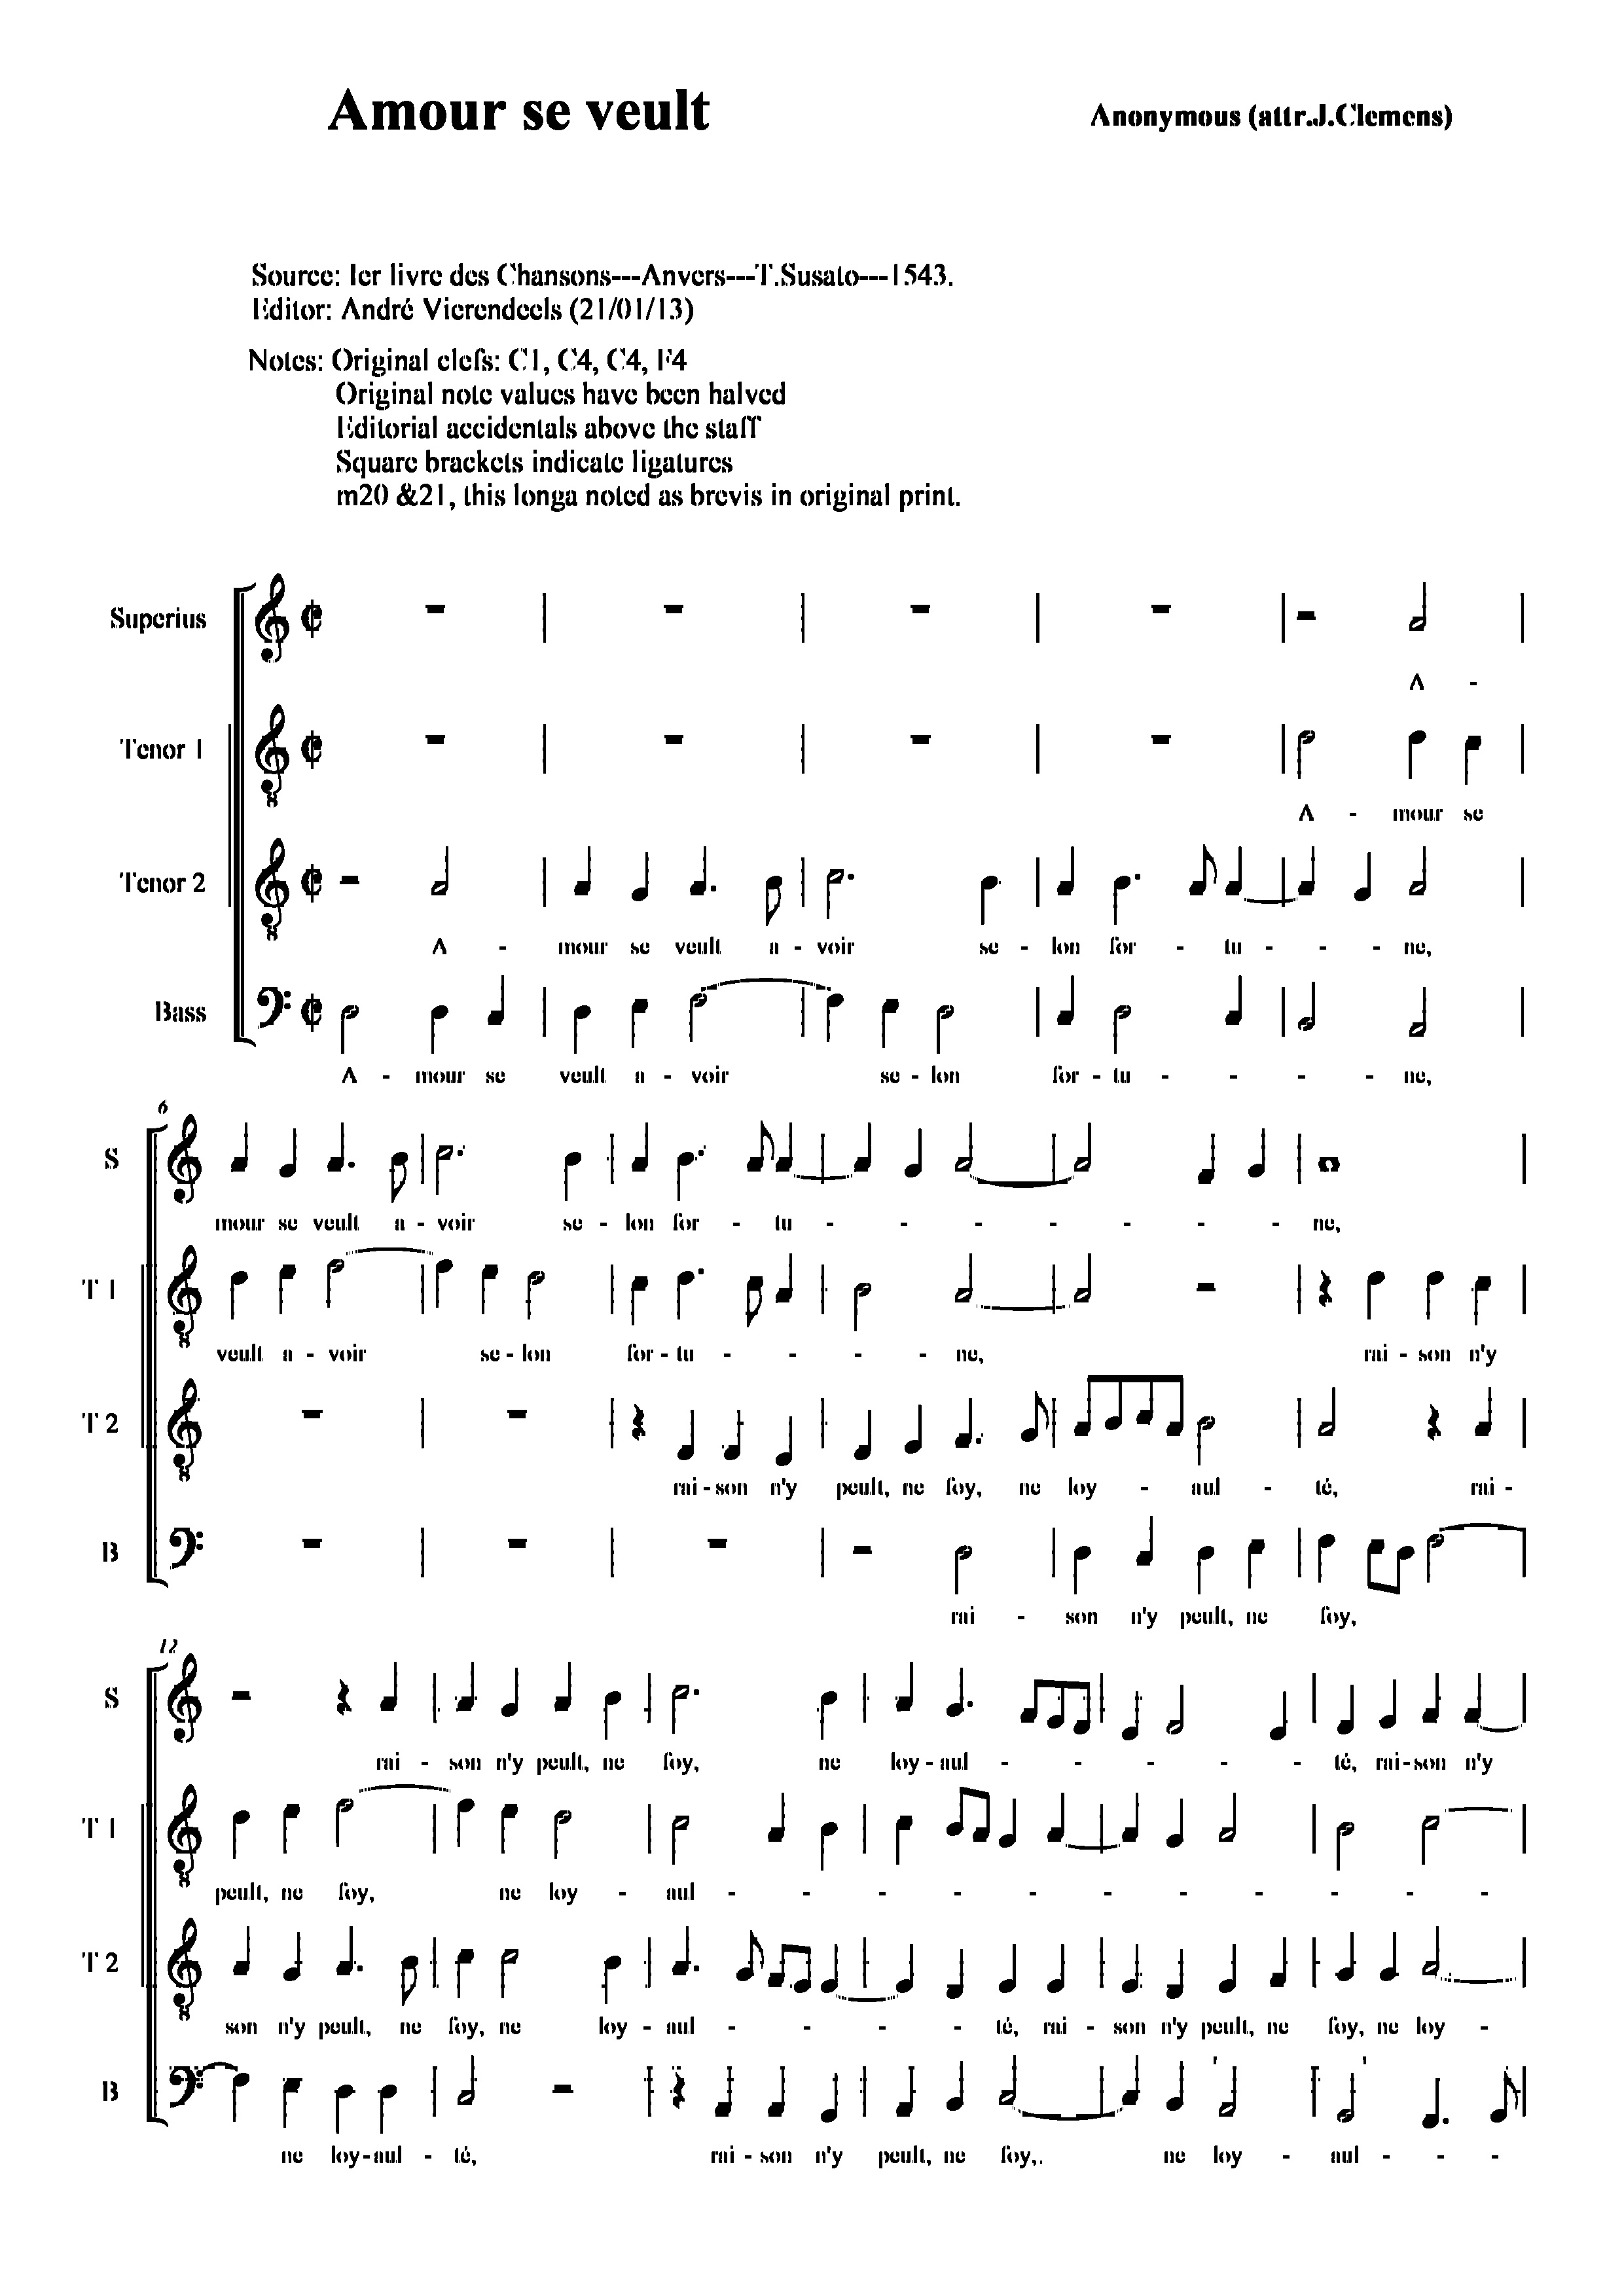 Amour se veult
Anonymous (attr.J.Clemens)
Source: 1er livre des Chansons---Anvers---T.Susato---1543.
Editor: André Vierendeels (21/01/13)
Notes: Original clefs: C1, C4, C4, F4
Original note values have been halved
Editorial accidentals above the staff
Square brackets indicate ligatures
m20 &21, this longa noted as brevis in original print.
Superius
A -
Tenor 1
A - mour se
Tenor 2
A - mour se veult a - voir se - lon for - tu - - - ne,
Bass
A - mour se veult a - voir se - lon for - tu - - - - ne,
6
S
mour se veult a - voir se - lon for - tu - - - - - - - ne,
T 1
veult a - voir se - lon for - tu - - - - ne, rai - son n'y
T 2
rai - son n'y peult, ne foy, ne loy - aul - té, rai -
B
rai - son n'y peult, ne foy,
12
S
rai - son n'y peult, ne foy, ne loy - aul - - - - - té, rai - son n'y
T 1
peult, ne foy, ne loy - aul - - - - - - - - - - -
T 2
son n'y peult, ne foy, ne loy - aul - - - - té, rai - son n'y peult, ne foy, ne loy -
B
ne loy - aul - té, rai - son n'y peult, ne foy,. ne loy - aul - - -